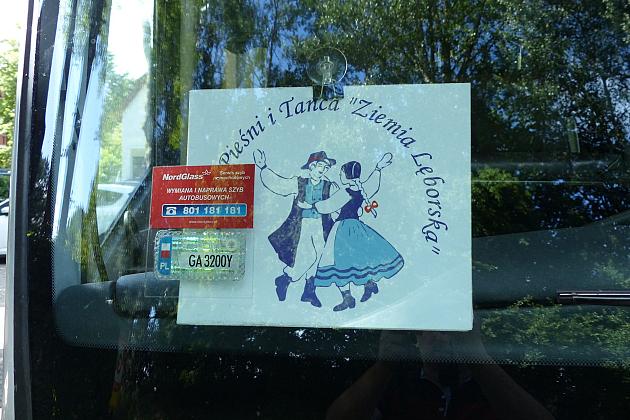 Pieśni i Tańca "Ziemia Lęborska"
NordGlass
WYMIANA I NAPRAWA SZYB
AUTOBUSOWYCH
801 181 181
PL
GA 3200Y